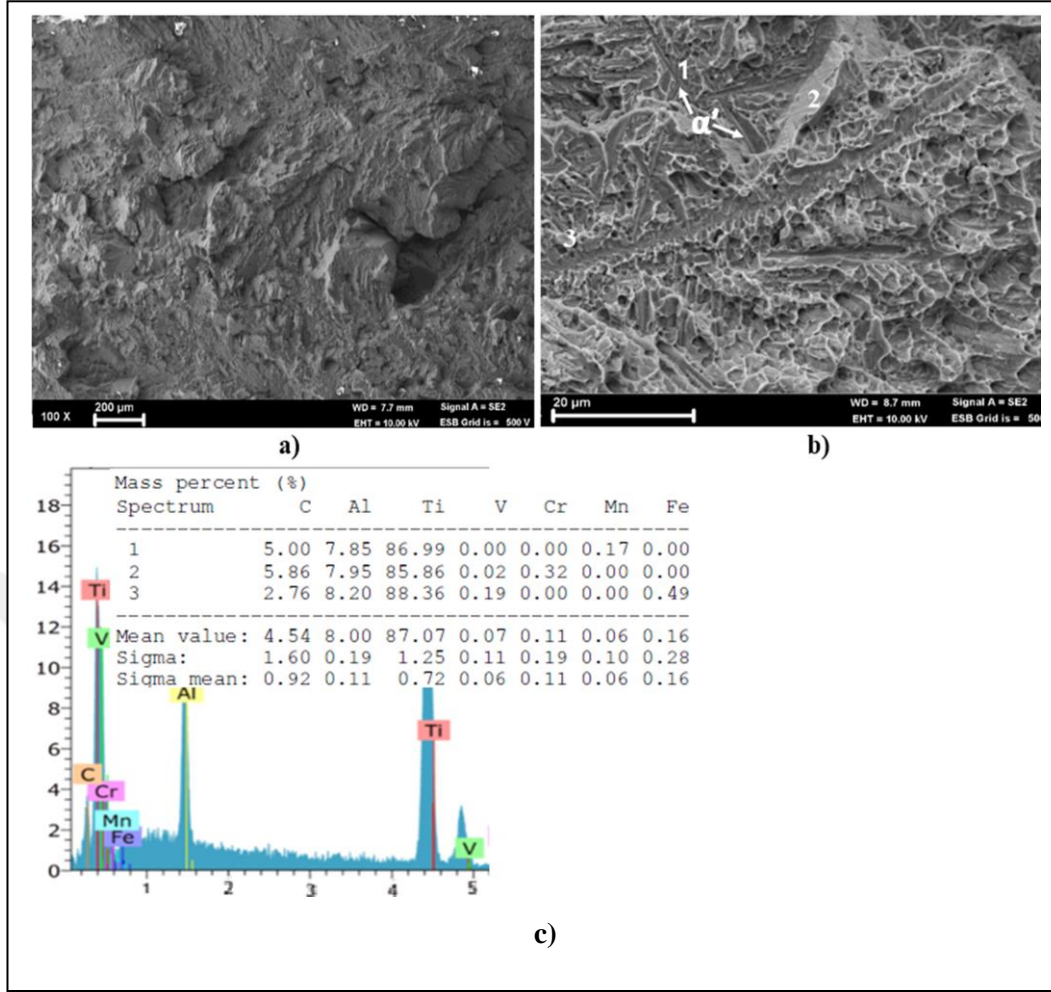 100 X
200 µm
WD = 7.7 mm Signal A = SE2
EHT = 10.00 kV ESB Grid is = 500 V
a)
1
2
α'
3
20 µm
WD = 8.7 mm Signal A = SE2
EHT = 10.00 kV ESB Grid is = 500 V
b)
Mass percent (%)
Spectrum C Al Ti V Cr Mn Fe
1 5.00 7.85 86.99 0.00 0.00 0.17 0.00
2 5.86 7.95 85.86 0.02 0.32 0.00 0.00
3 2.76 8.20 88.36 0.19 0.00 0.00 0.49
Mean value: 4.54 8.00 87.07 0.07 0.11 0.06 0.16
Sigma: 1.60 0.19 1.25 0.11 0.19 0.10 0.28
Sigma mean: 0.92 0.11 0.72 0.06 0.11 0.06 0.16
18
16
14
12
10
8
6
4
2
0
Ti
V
Al
Ti
C
Cr
Mn
Fe
V
1 2 3 4 5
c)